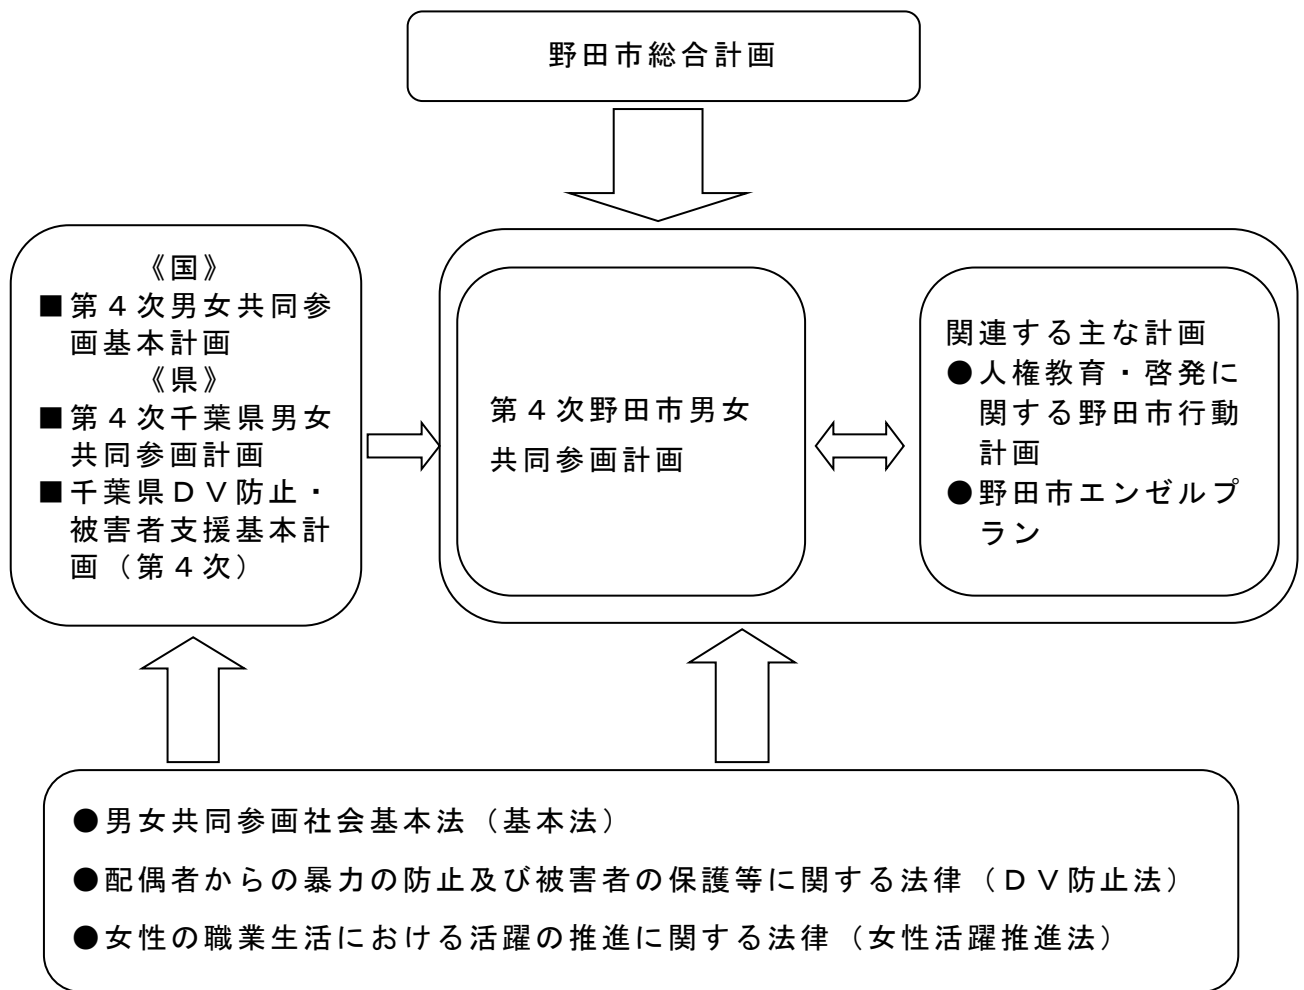 野田市総合計画
《国》
■第４次男女共同参
画基本計画
《県》
■第４次千葉県男女
共同参画計画
■千葉県ＤＶ防止・
被害者支援基本計
画（第４次）
第４次野田市男女
共同参画計画
関連する主な計画
●人権教育・啓発に
関する野田市行動
計画
●野田市エンゼルプ
ラン
●男女共同参画社会基本法（基本法）
●配偶者からの暴力の防止及び被害者の保護等に関する法律（ＤＶ防止法）
●女性の職業生活における活躍の推進に関する法律（女性活躍推進法）